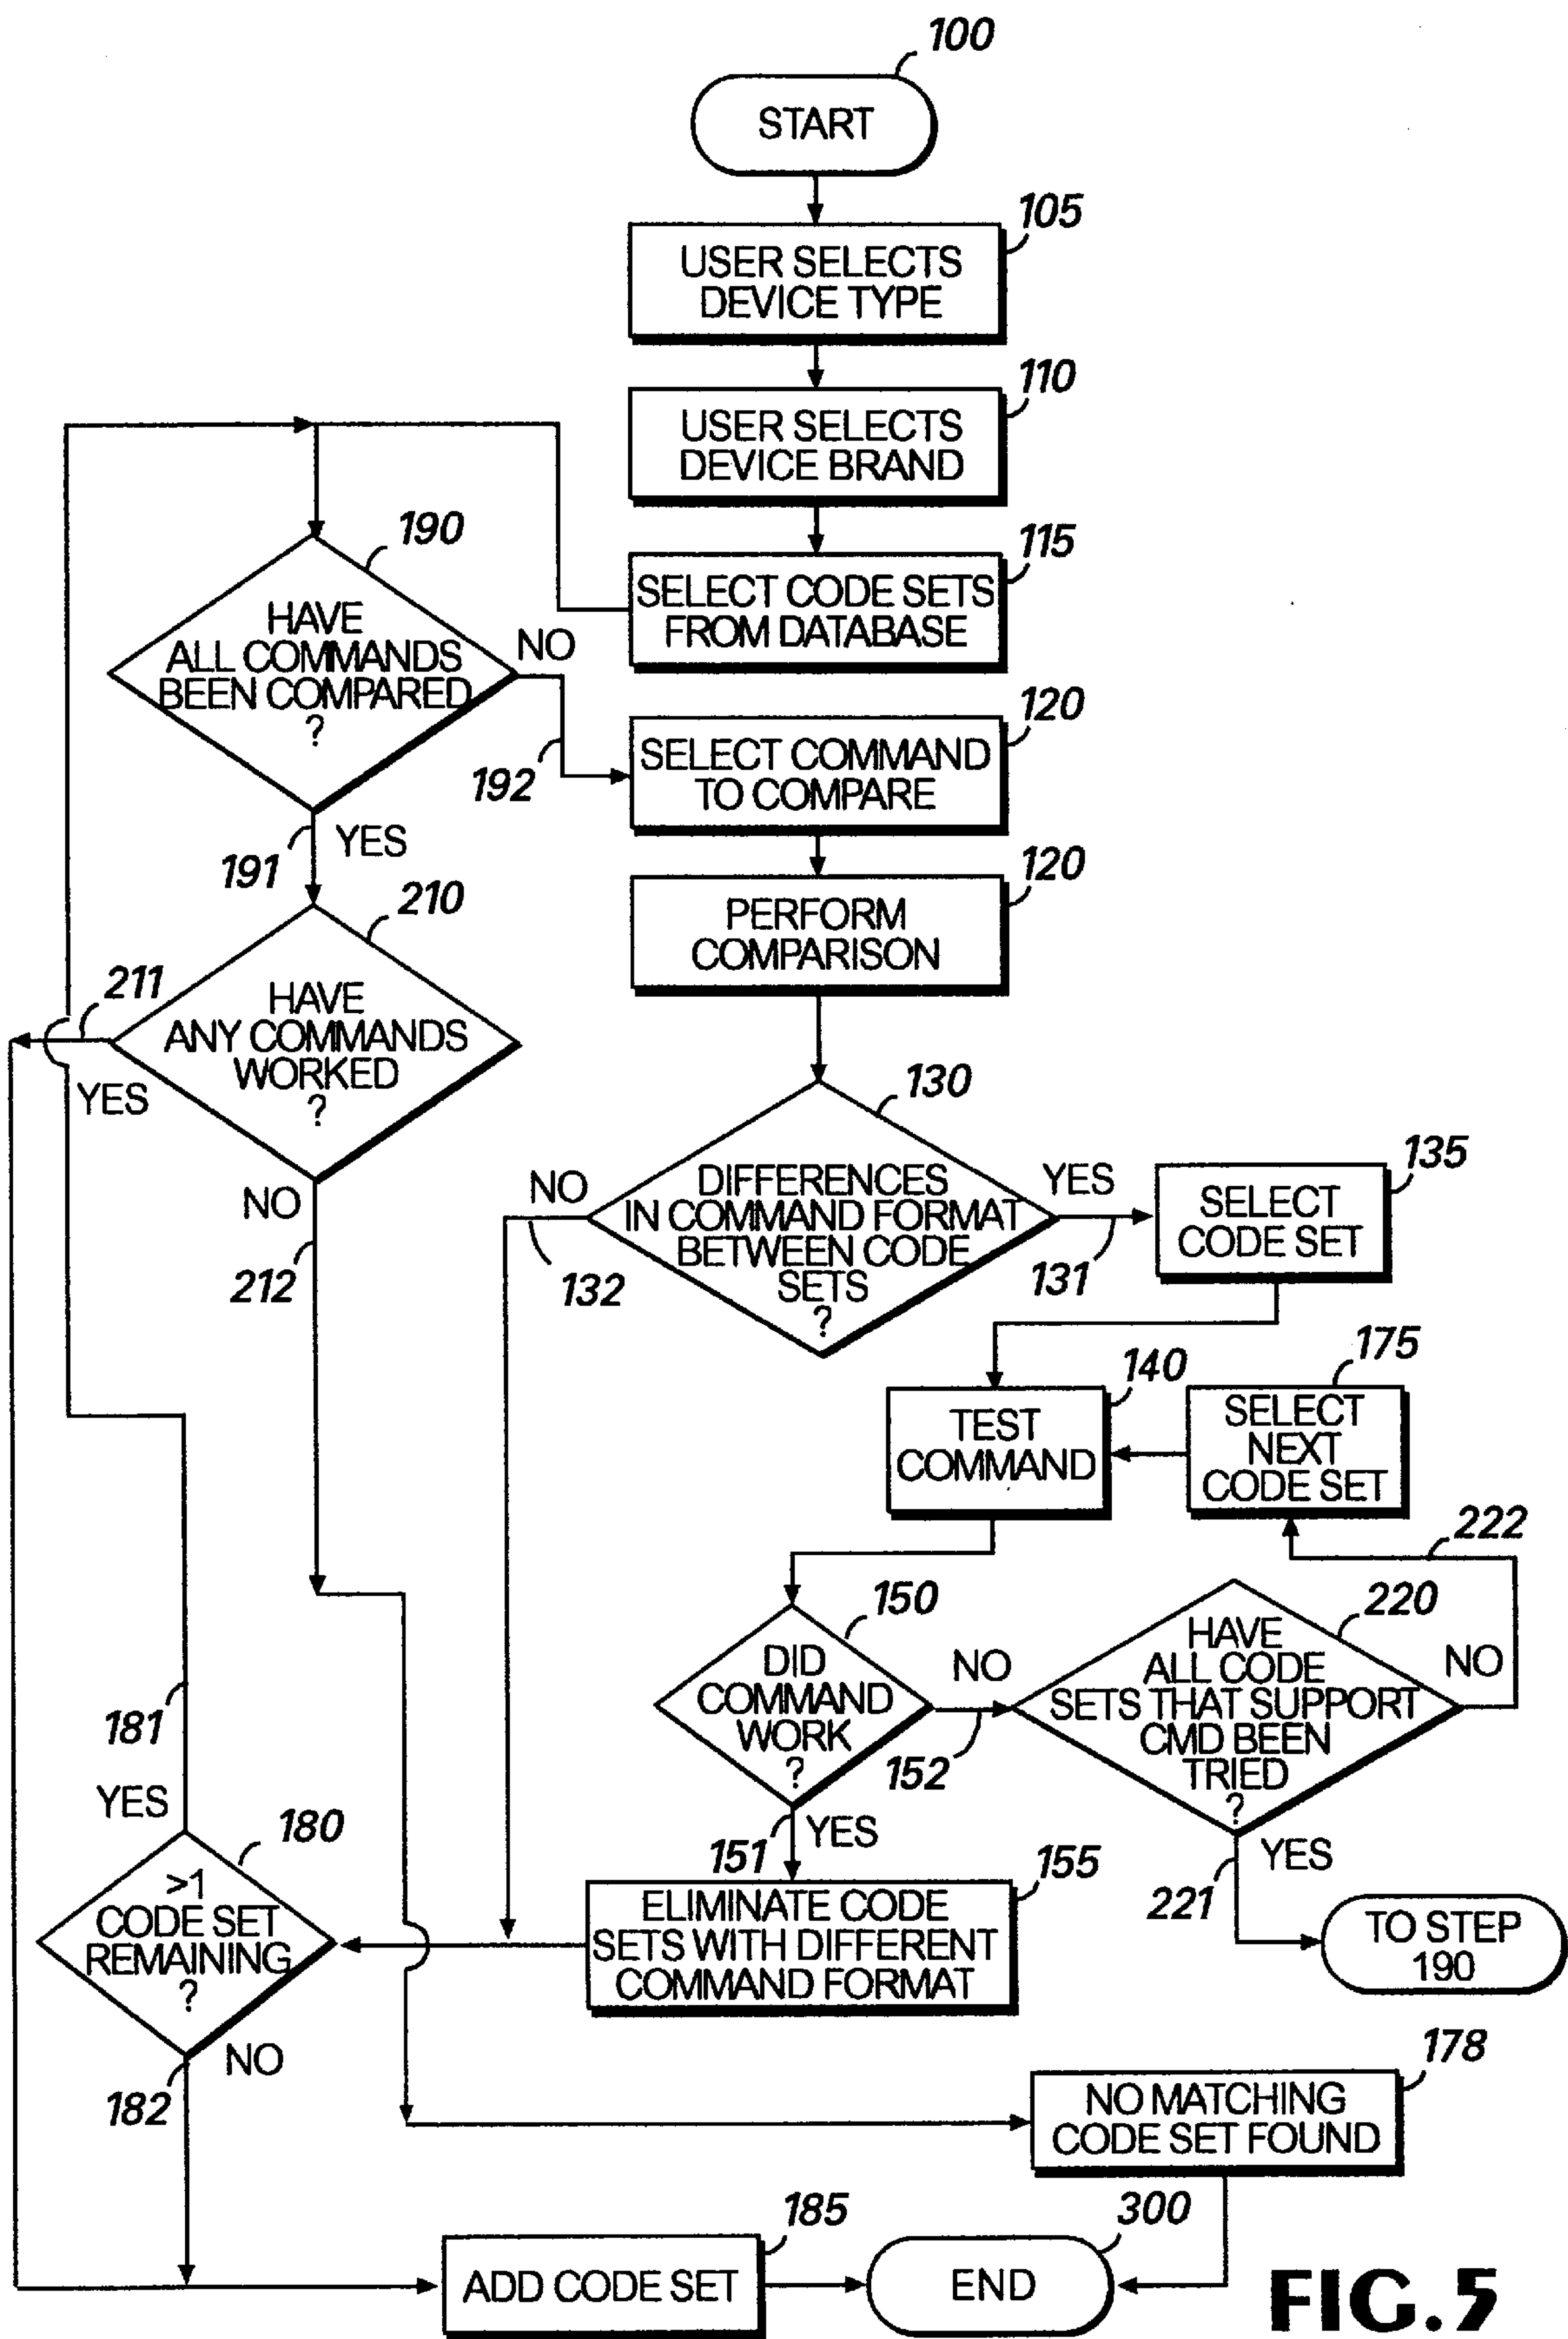 100
START
105
USER SELECTS
DEVICE TYPE
110
USER SELECTS
DEVICE BRAND
115
SELECT CODE SETS
FROM DATABASE
190
HAVE
ALL COMMANDS
BEEN COMPARED
?
NO
192
191
YES
120
SELECT COMMAND
TO COMPARE
120
PERFORM
COMPARISON
210
HAVE
ANY COMMANDS
WORKED
?
211
YES
NO
212
130
DIFFERENCES
IN COMMAND FORMAT
BETWEEN CODE
SETS
?
NO
132
YES
131
135
SELECT
CODE SET
140
TEST
COMMAND
175
SELECT
NEXT
CODE SET
222
150
DID
COMMAND
WORK
?
NO
152
220
HAVE
ALL CODE
SETS THAT SUPPORT
CMD BEEN
TRIED
?
NO
151
YES
YES
221
TO STEP
190
155
ELIMINATE CODE
SETS WITH DIFFERENT
COMMAND FORMAT
181
YES
180
>1
CODE SET
REMAINING
?
NO
182
178
NO MATCHING
CODE SET FOUND
185
ADD CODE SET
300
END
FIG.5